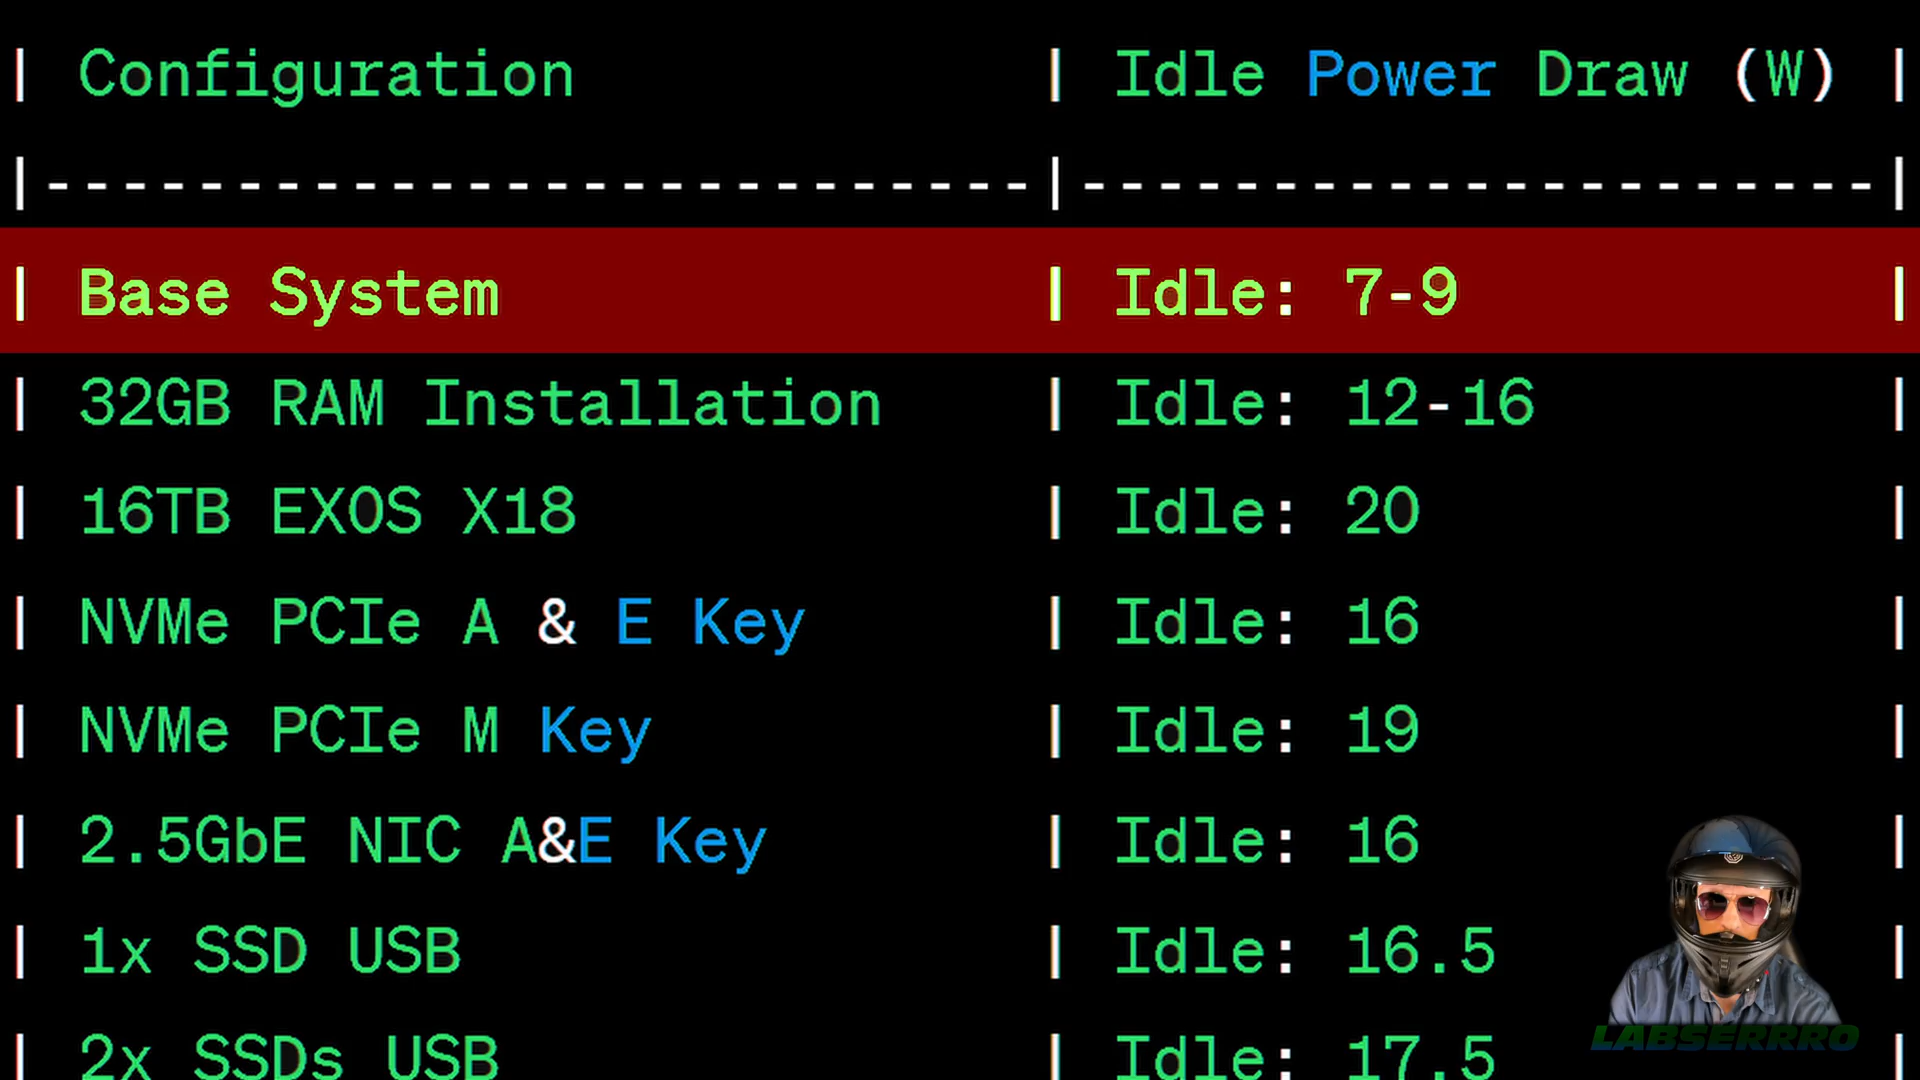 | Configuration | Idle Power Draw (W) |
|--------------------------|---------------------|
| Base System | Idle: 7-9 |
| 32GB RAM Installation | Idle: 12-16 |
| 16TB EXOS X18 | Idle: 20 |
| NVMe PCIe A & E Key | Idle: 16 |
| NVMe PCIe M Key | Idle: 19 |
| 2.5GbE NIC A&E Key | Idle: 16 |
| 1x SSD USB | Idle: 16.5 |
| 2x SSDs USB | Idle: 17.5 |
LABSERRRO